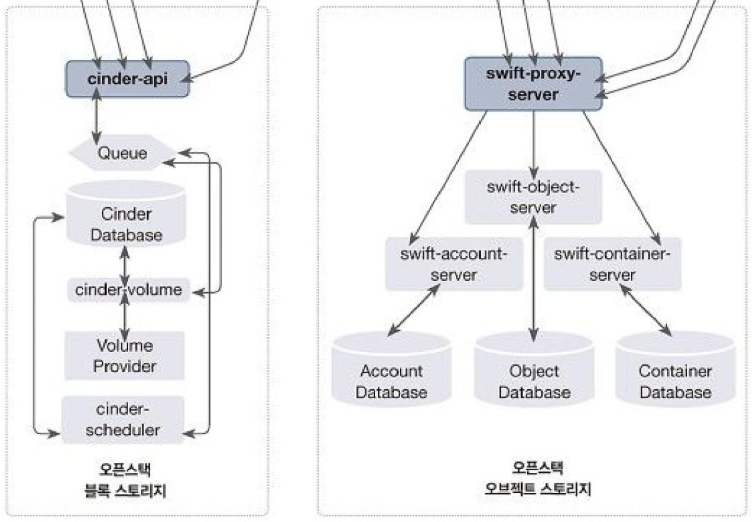 cinder-api
Queue
Cinder
Database
cinder-volume
Volume
Provider
cinder-
scheduler
오픈스택
블록 스토리지
swift-proxy-
server
swift-object-
server
swift-account-
server
swift-container-
server
Account
Database
Object
Database
Container
Database
오픈스택
오브젝트 스토리지